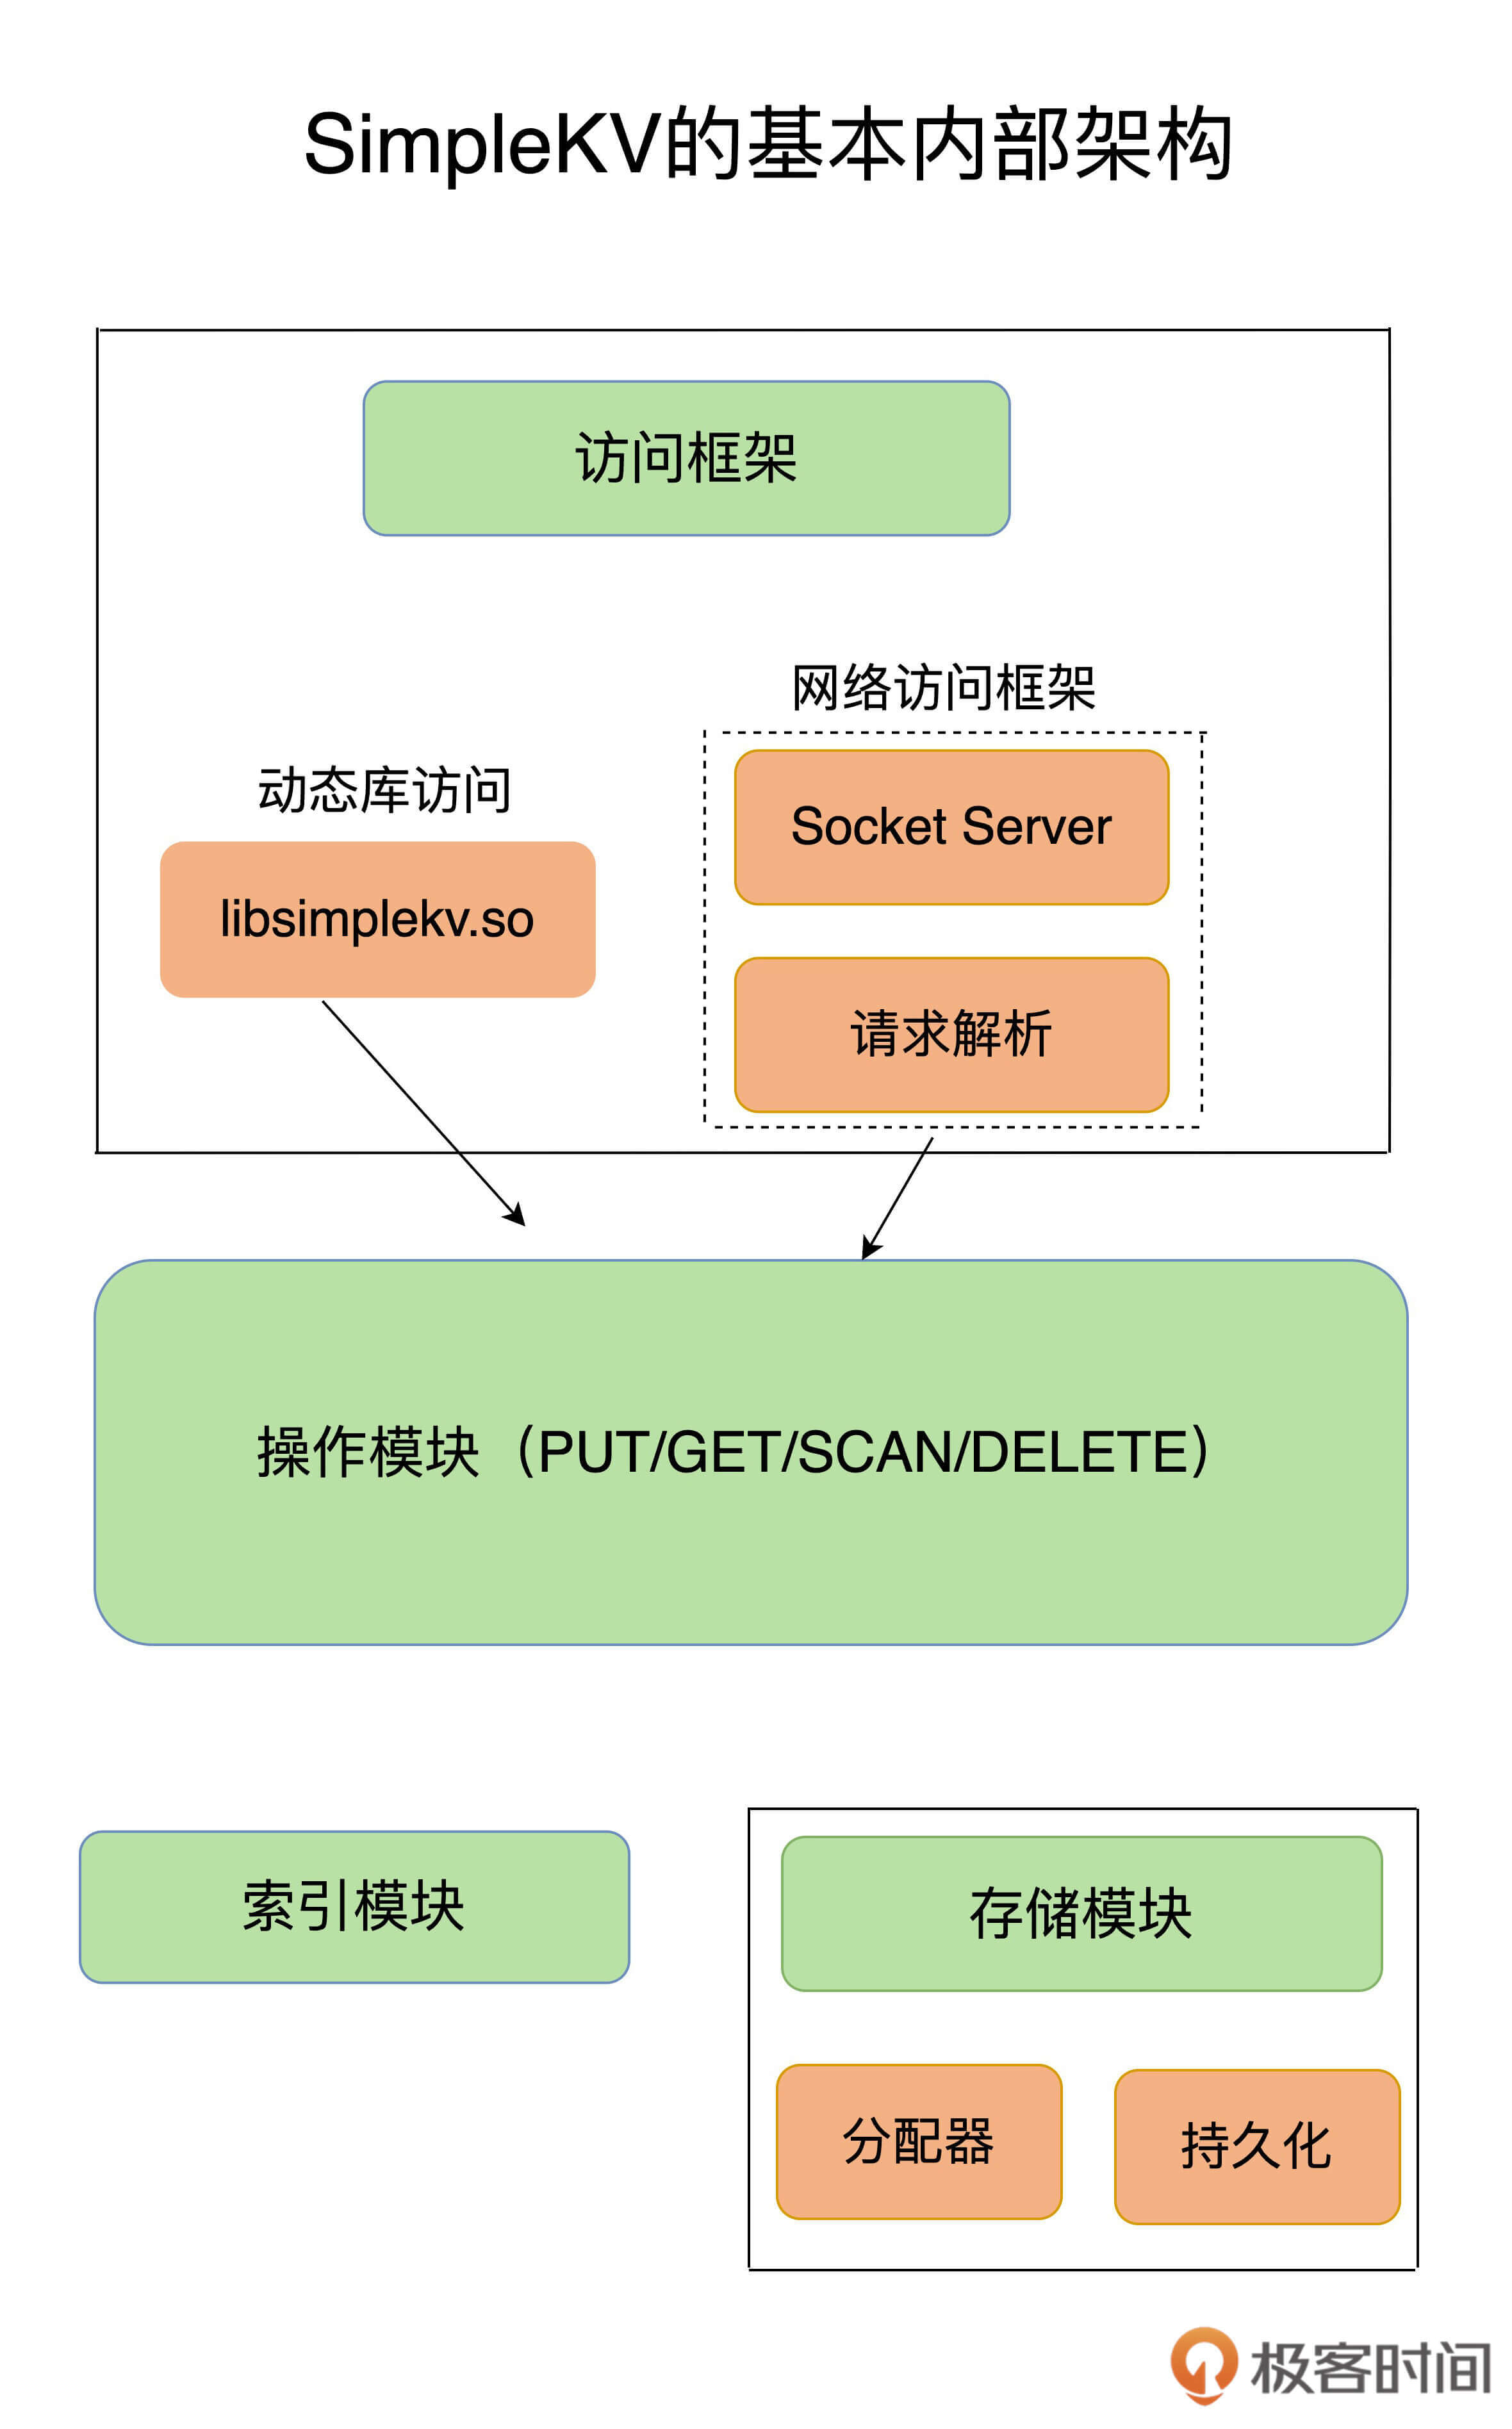 SimpleKV的基本内部架构
访问框架
网络访问框架
动态库访问
Socket Server
libsimplekv.so
请求解析
操作模块（PUT/GET/SCAN/DELETE）
索引模块
存储模块
分配器
持久化
极客时间